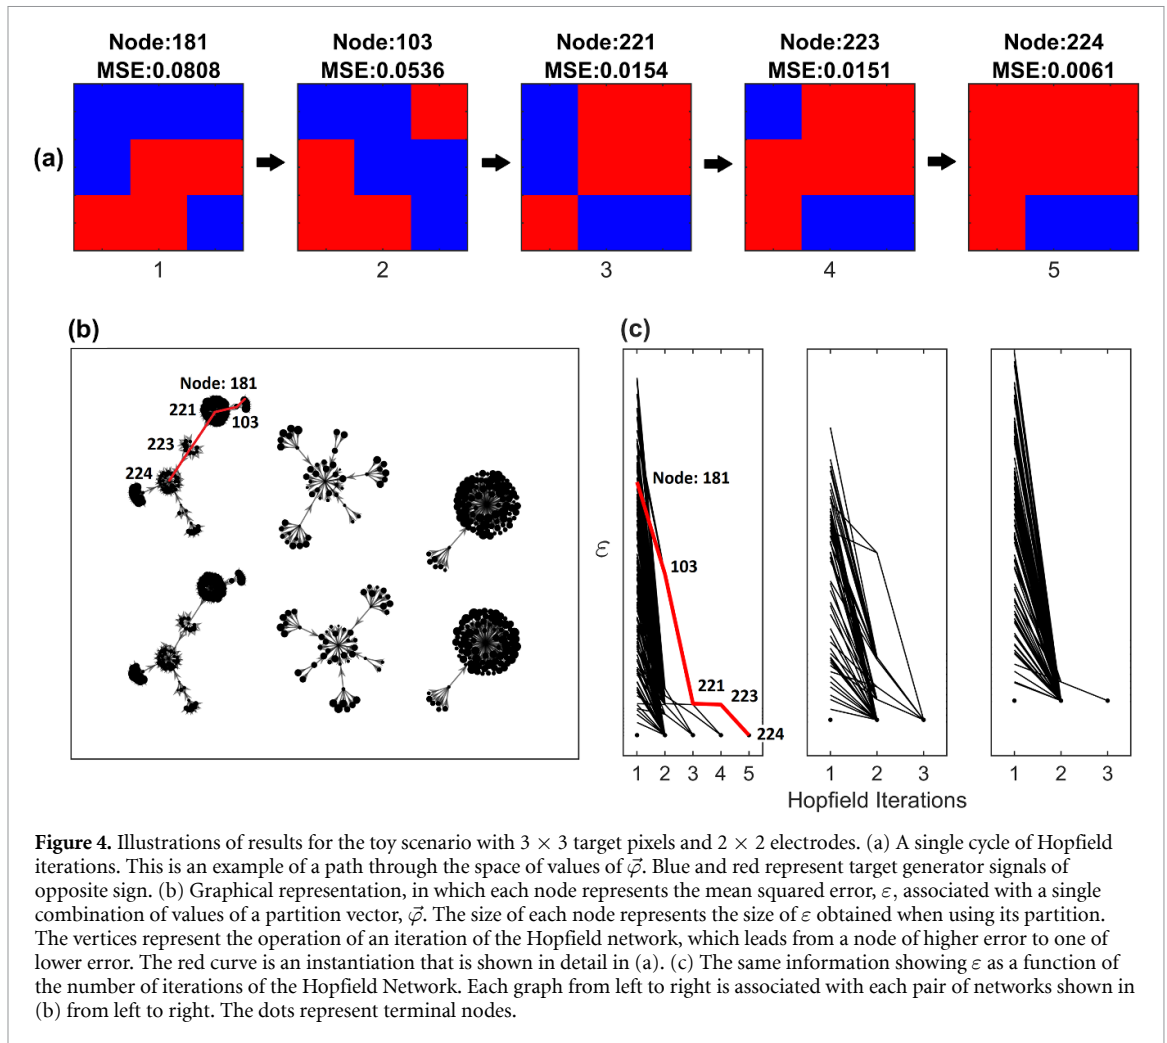 Node:181 Node:103 Node:221 Node:223 Node:224
MSE:0.0808 MSE:0.0536 MSE:0.0154 MSE:0.0151 MSE:0.0061
(a)
1 2 3 4 5
(b)
Node: 181
221
103
223
224
(c)
Node: 181
ε
103
221
223
224
1 2 3 4 5 1 2 3 1 2 3
Hopfield Iterations
Figure 4. Illustrations of results for the toy scenario with 3 × 3 target pixels and 2 × 2 electrodes. (a) A single cycle of Hopfield
iterations. This is an example of a path through the space of values of φ⃗. Blue and red represent target generator signals of
opposite sign. (b) Graphical representation, in which each node represents the mean squared error, ε, associated with a single
combination of values of a partition vector, φ⃗. The size of each node represents the size of ε obtained when using its partition.
The vertices represent the operation of an iteration of the Hopfield network, which leads from a node of higher error to one of
lower error. The red curve is an instantiation that is shown in detail in (a). (c) The same information showing ε as a function of
the number of iterations of the Hopfield Network. Each graph from left to right is associated with each pair of networks shown in
(b) from left to right. The dots represent terminal nodes.